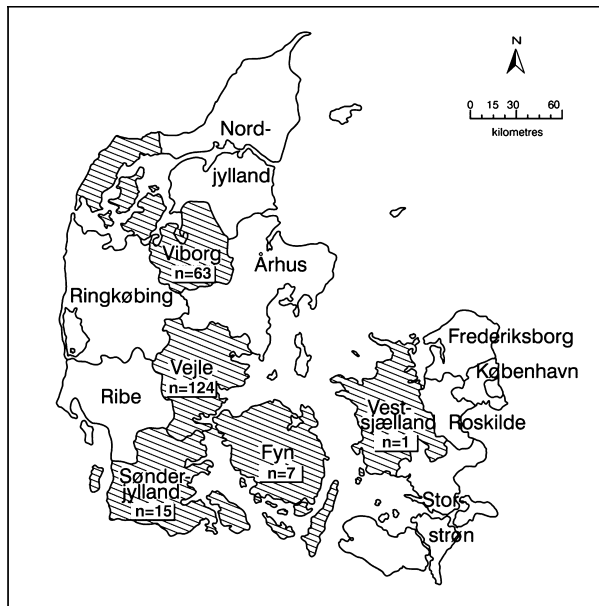 N
0 15 30 60
kilometres
Nord-
jylland
Viborg
n=63
Århus
Ringkøbing
Frederiksborg
København
Vejle
n=124
Ribe
Vest-
sjælland
n=1
Roskilde
Fyn
n=7
Sønder-
jylland
n=15
Stor
strøn